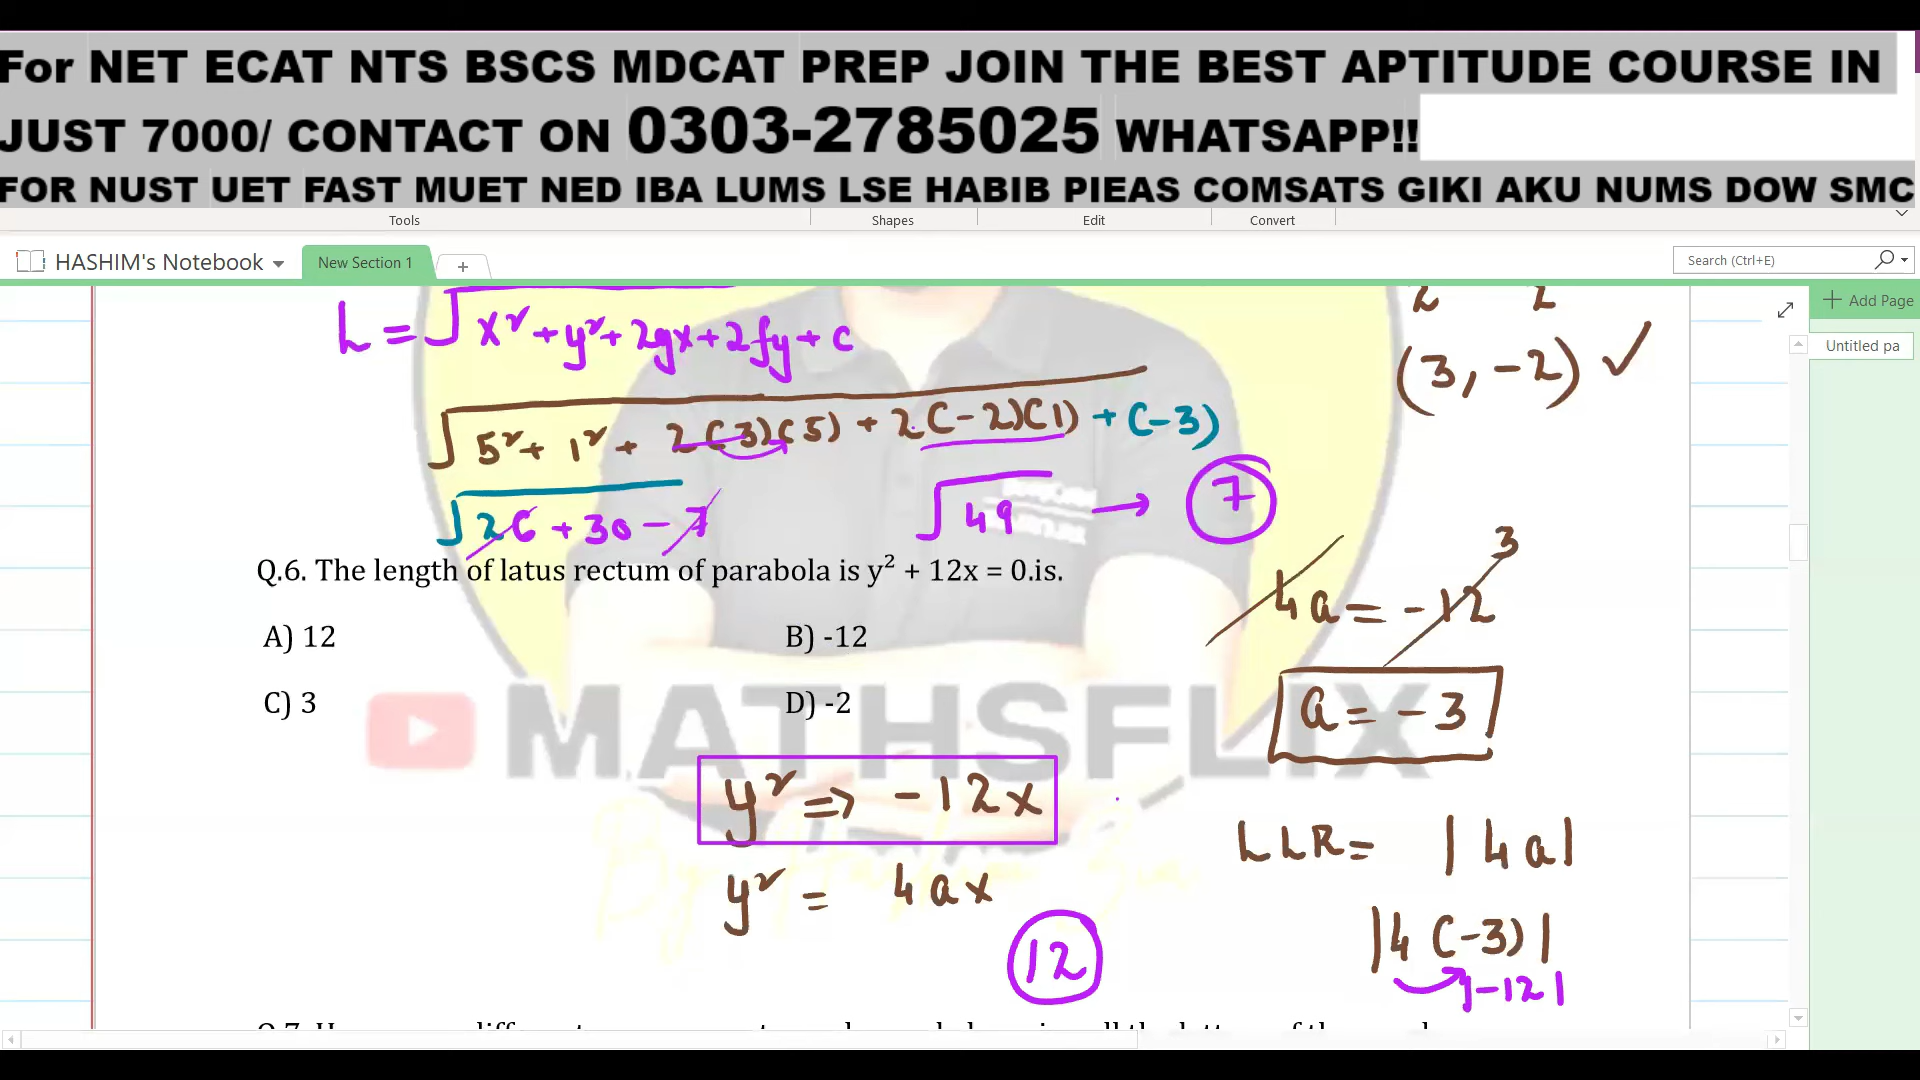 For NET ECAT NTS BSCS MDCAT PREP JOIN THE BEST APTITUDE COURSE IN
JUST 7000/ CONTACT ON 0303-2785025 WHATSAPP!!
FOR NUST UET FAST MUET NED IBA LUMS LSE HABIB PIEAS COMSATS GIKI AKU NUMS DOW SMC
Tools Shapes Edit Convert
HASHIM's Notebook New Section 1 + Search (Ctrl+E)
Add Page
Untitled pa
2 2
L = √x² + y² + 2gx + 2fy + c
(3, -2) ✓
√5² + 1² + 2(3)(5) + 2(-2)(1) + (-3)
√26 + 30 - 7 √49 → 7
Q.6. The length of latus rectum of parabola is y² + 12x = 0.is.
3
4a = -12
A) 12 B) -12
C) 3 D) -2
a = -3
MATHSFLIX
y² => -12x
y² = 4ax
LLR = |4a|
|4(-3)|
12
|-12|